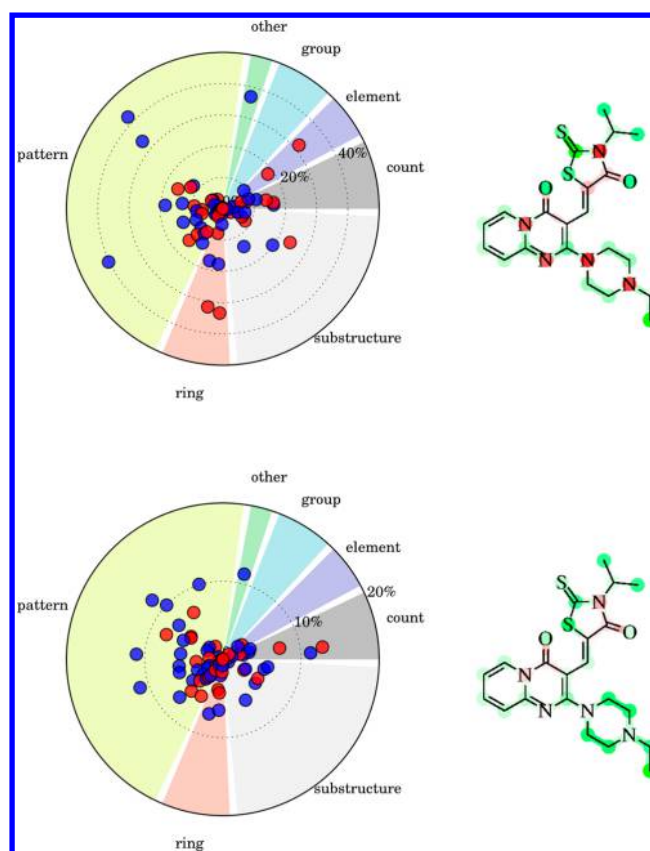 other
group
element
pattern
40%
20%
count
substructure
ring
S
N
S
O
O
N
N
N
N
other
group
element
20%
pattern
10%
count
substructure
ring
S
N
S
O
O
N
N
N
N